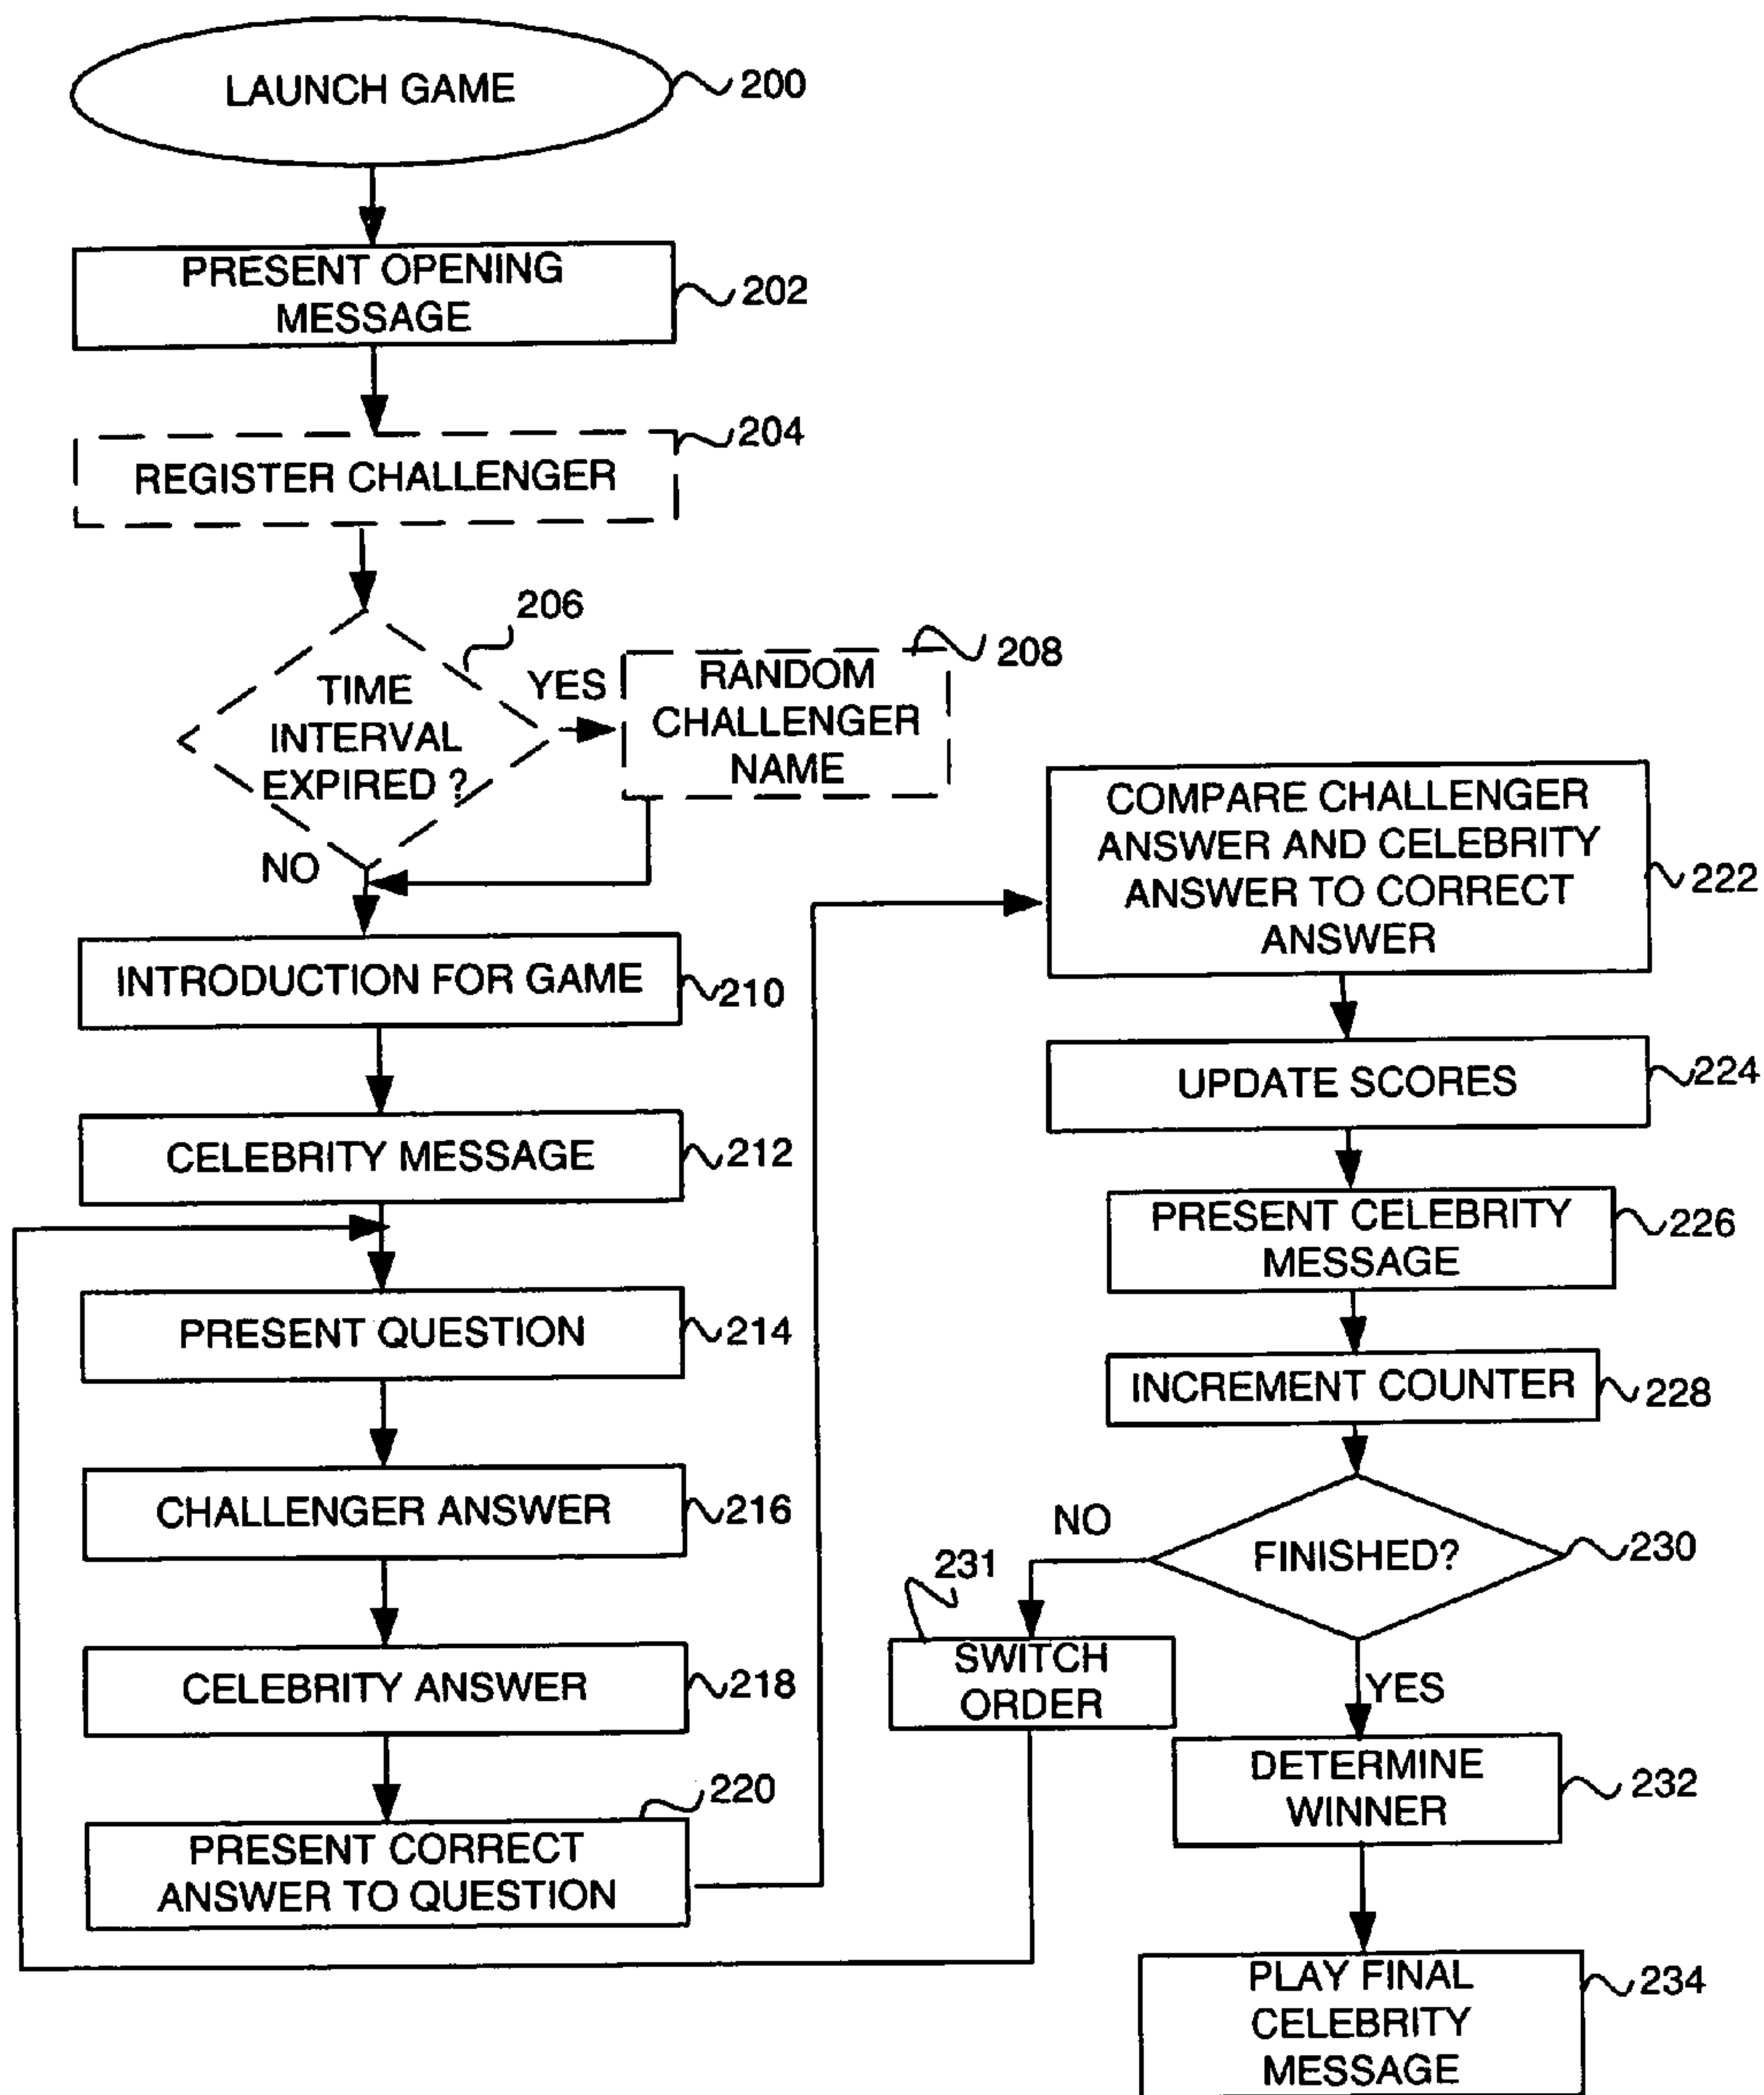 LAUNCH GAME
200
PRESENT OPENING
MESSAGE
202
204
REGISTER CHALLENGER
206
TIME
INTERVAL
EXPIRED ?
YES
NO
208
RANDOM
CHALLENGER
NAME
INTRODUCTION FOR GAME
210
CELEBRITY MESSAGE
212
PRESENT QUESTION
214
CHALLENGER ANSWER
216
CELEBRITY ANSWER
218
220
PRESENT CORRECT
ANSWER TO QUESTION
COMPARE CHALLENGER
ANSWER AND CELEBRITY
ANSWER TO CORRECT
ANSWER
222
UPDATE SCORES
224
PRESENT CELEBRITY
MESSAGE
226
INCREMENT COUNTER
228
NO
FINISHED?
230
231
SWITCH
ORDER
YES
DETERMINE
WINNER
232
PLAY FINAL
CELEBRITY
MESSAGE
234